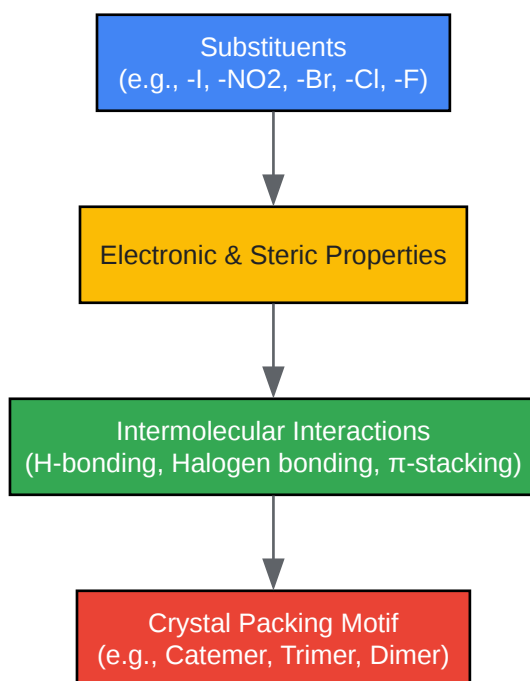 Substituents
(e.g., -I, -NO2, -Br, -Cl, -F)
Electronic & Steric Properties
Intermolecular Interactions
(H-bonding, Halogen bonding, π-stacking)
Crystal Packing Motif
(e.g., Catemer, Trimer, Dimer)